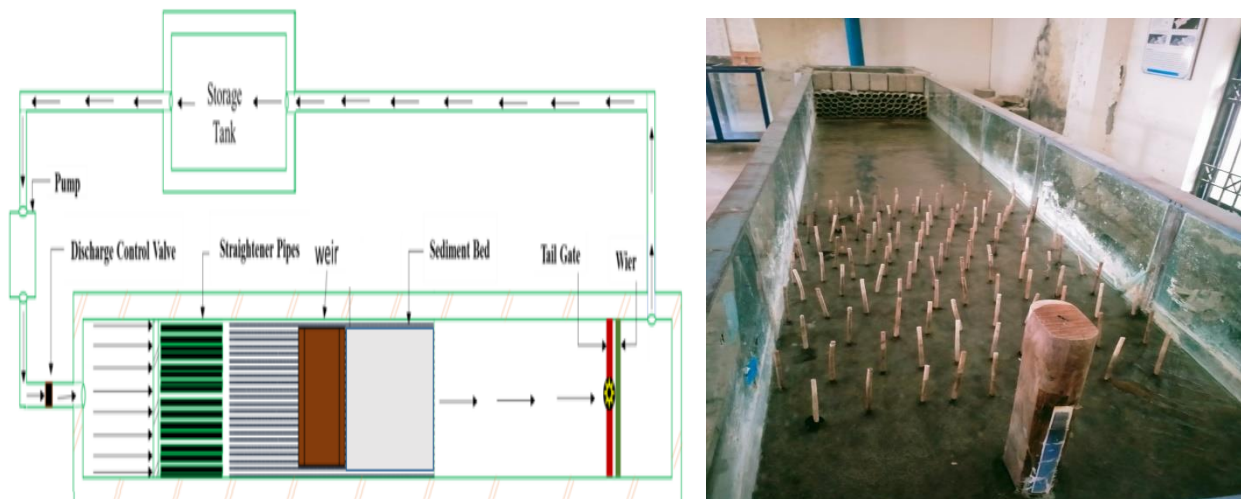 Storage
Tank
Pump
Discharge Control Valve
Straightener Pipes
weir
Sediment Bed
Tail Gate
Wier